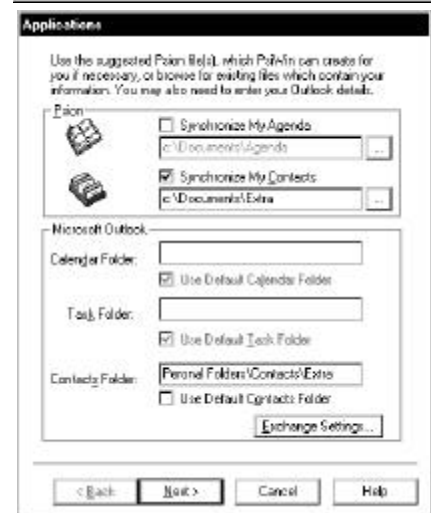 Applications
Use the suggested Psion file(s), which PsiWin can create for
you if necessary, or browse for existing files which contain your
information. You may also need to enter your Outlook details.
Psion
Synchronize My Agenda
c:\Documents\Agenda
...
Synchronize My Contacts
c:\Documents\Extra
...
Microsoft Outlook
Calendar Folder:
Use Default Calendar Folder
Task Folder:
Use Default Task Folder
Contacts Folder:
Peronal Folders\Contacts\Extra
Use Default Contacts Folder
Exchange Settings...
< Back
Next >
Cancel
Help